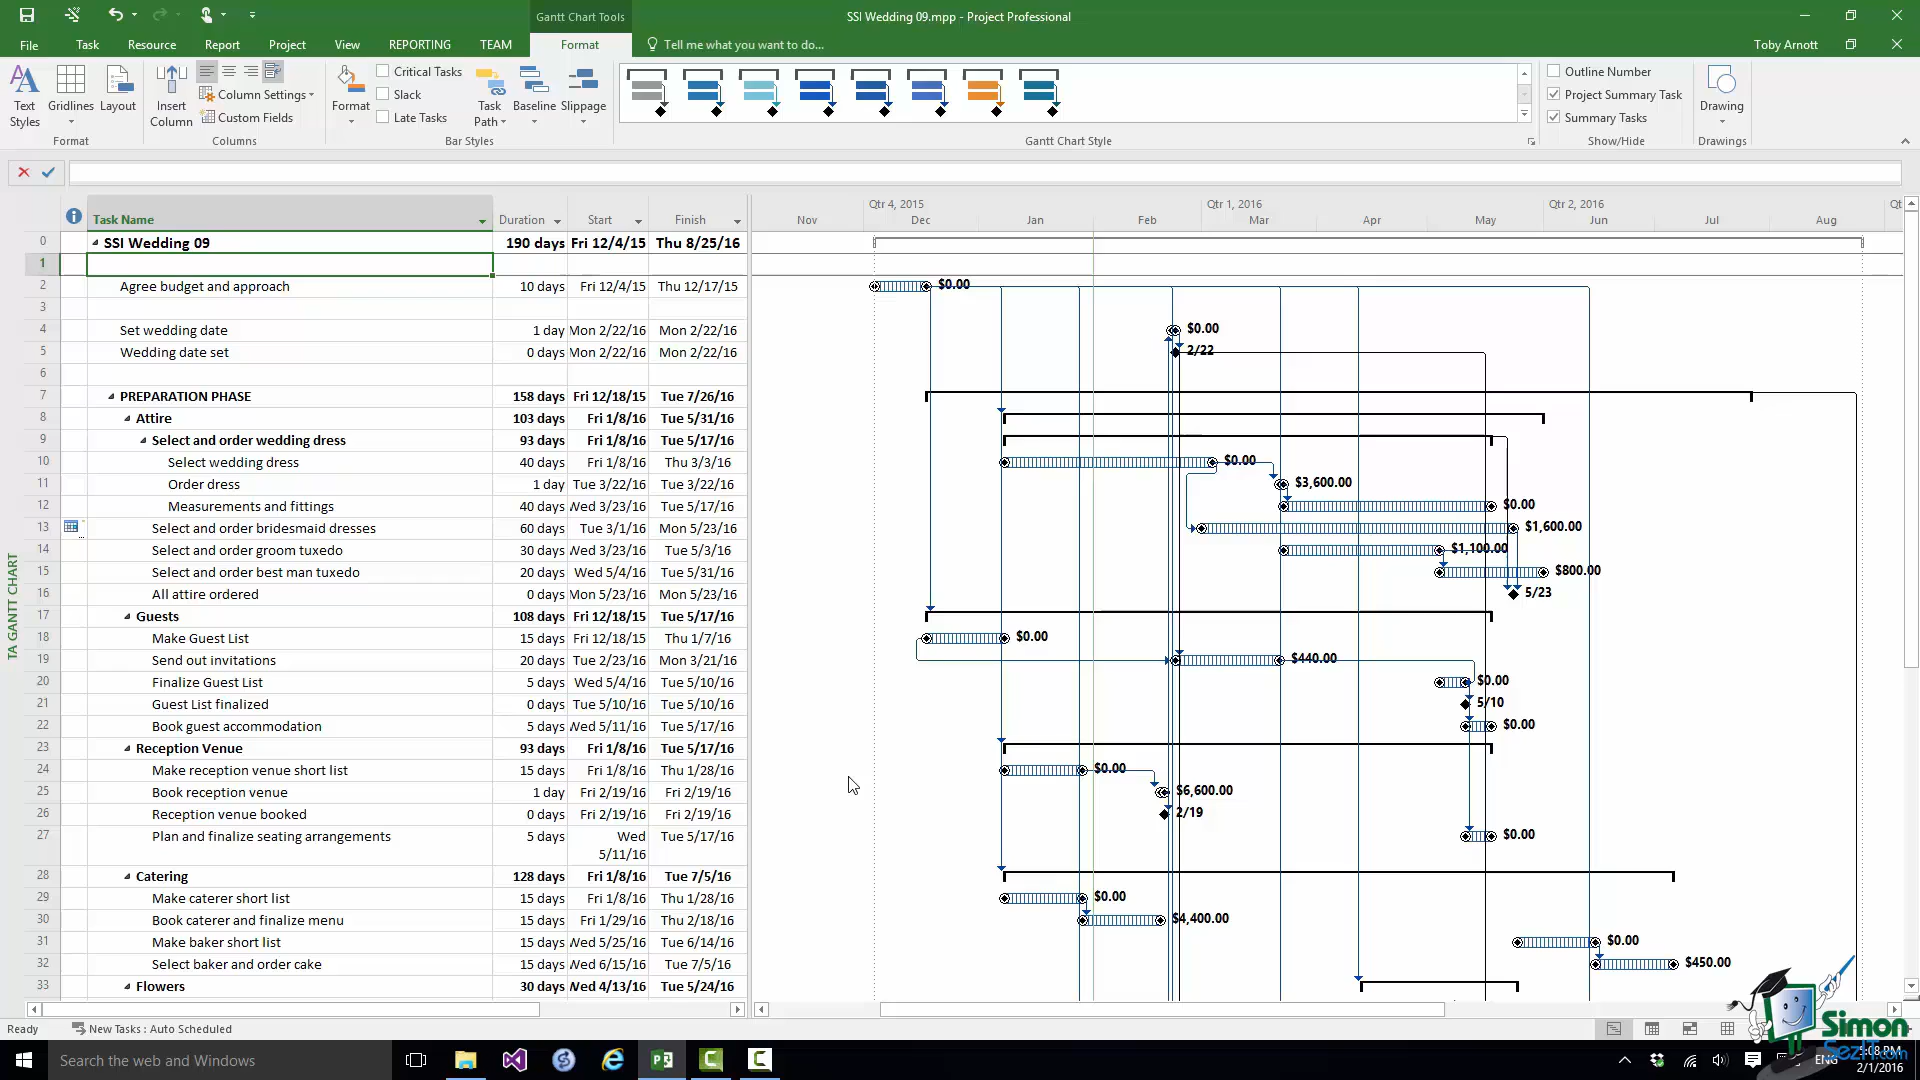 Gantt Chart Tools
SSI Wedding 09.mpp - Project Professional
File Task Resource Report Project View REPORTING TEAM Format Tell me what you want to do... Toby Arnott
Text Styles
Gridlines
Layout
Format
Insert Column
Column Settings
Custom Fields
Columns
Format
Critical Tasks
Slack
Late Tasks
Task Path
Baseline
Slippage
Bar Styles
Gantt Chart Style
Outline Number
Project Summary Task
Summary Tasks
Show/Hide
Drawing
Drawings
Task Name Duration Start Finish
Qtr 4, 2015 Qtr 1, 2016 Qtr 2, 2016
Nov Dec Jan Feb Mar Apr May Jun Jul Aug
0 SSI Wedding 09 190 days Fri 12/4/15 Thu 8/25/16
1
2 Agree budget and approach 10 days Fri 12/4/15 Thu 12/17/15 $0.00
3
4 Set wedding date 1 day Mon 2/22/16 Mon 2/22/16 $0.00
5 Wedding date set 0 days Mon 2/22/16 Mon 2/22/16 2/22
6
7 PREPARATION PHASE 158 days Fri 12/18/15 Tue 7/26/16
8 Attire 103 days Fri 1/8/16 Tue 5/31/16
9 Select and order wedding dress 93 days Fri 1/8/16 Tue 5/17/16
10 Select wedding dress 40 days Fri 1/8/16 Thu 3/3/16 $0.00
11 Order dress 1 day Tue 3/22/16 Tue 3/22/16 $3,600.00
12 Measurements and fittings 40 days Wed 3/23/16 Tue 5/17/16 $0.00
13 Select and order bridesmaid dresses 60 days Tue 3/1/16 Mon 5/23/16 $1,600.00
14 Select and order groom tuxedo 30 days Wed 3/23/16 Tue 5/3/16 $1,100.00
15 Select and order best man tuxedo 20 days Wed 5/4/16 Tue 5/31/16 $800.00
16 All attire ordered 0 days Mon 5/23/16 Mon 5/23/16 5/23
17 Guests 108 days Fri 12/18/15 Tue 5/17/16
18 Make Guest List 15 days Fri 12/18/15 Thu 1/7/16 $0.00
19 Send out invitations 20 days Tue 2/23/16 Mon 3/21/16 $440.00
20 Finalize Guest List 5 days Wed 5/4/16 Tue 5/10/16 $0.00
21 Guest List finalized 0 days Tue 5/10/16 Tue 5/10/16 5/10
22 Book guest accommodation 5 days Wed 5/11/16 Tue 5/17/16 $0.00
23 Reception Venue 93 days Fri 1/8/16 Tue 5/17/16
24 Make reception venue short list 15 days Fri 1/8/16 Thu 1/28/16 $0.00
25 Book reception venue 1 day Fri 2/19/16 Fri 2/19/16 $6,600.00
26 Reception venue booked 0 days Fri 2/19/16 Fri 2/19/16 2/19
27 Plan and finalize seating arrangements 5 days Wed 5/11/16 Tue 5/17/16 $0.00
28 Catering 128 days Fri 1/8/16 Tue 7/5/16
29 Make caterer short list 15 days Fri 1/8/16 Thu 1/28/16 $0.00
30 Book caterer and finalize menu 15 days Fri 1/29/16 Thu 2/18/16 $4,400.00
31 Make baker short list 15 days Wed 5/25/16 Tue 6/14/16 $0.00
32 Select baker and order cake 15 days Wed 6/15/16 Tue 7/5/16 $450.00
33 Flowers 30 days Wed 4/13/16 Tue 5/24/16
TA GANTT CHART
Ready New Tasks : Auto Scheduled
Simon SezIT.com
Search the web and Windows
ENG
5:08 PM
2/1/2016